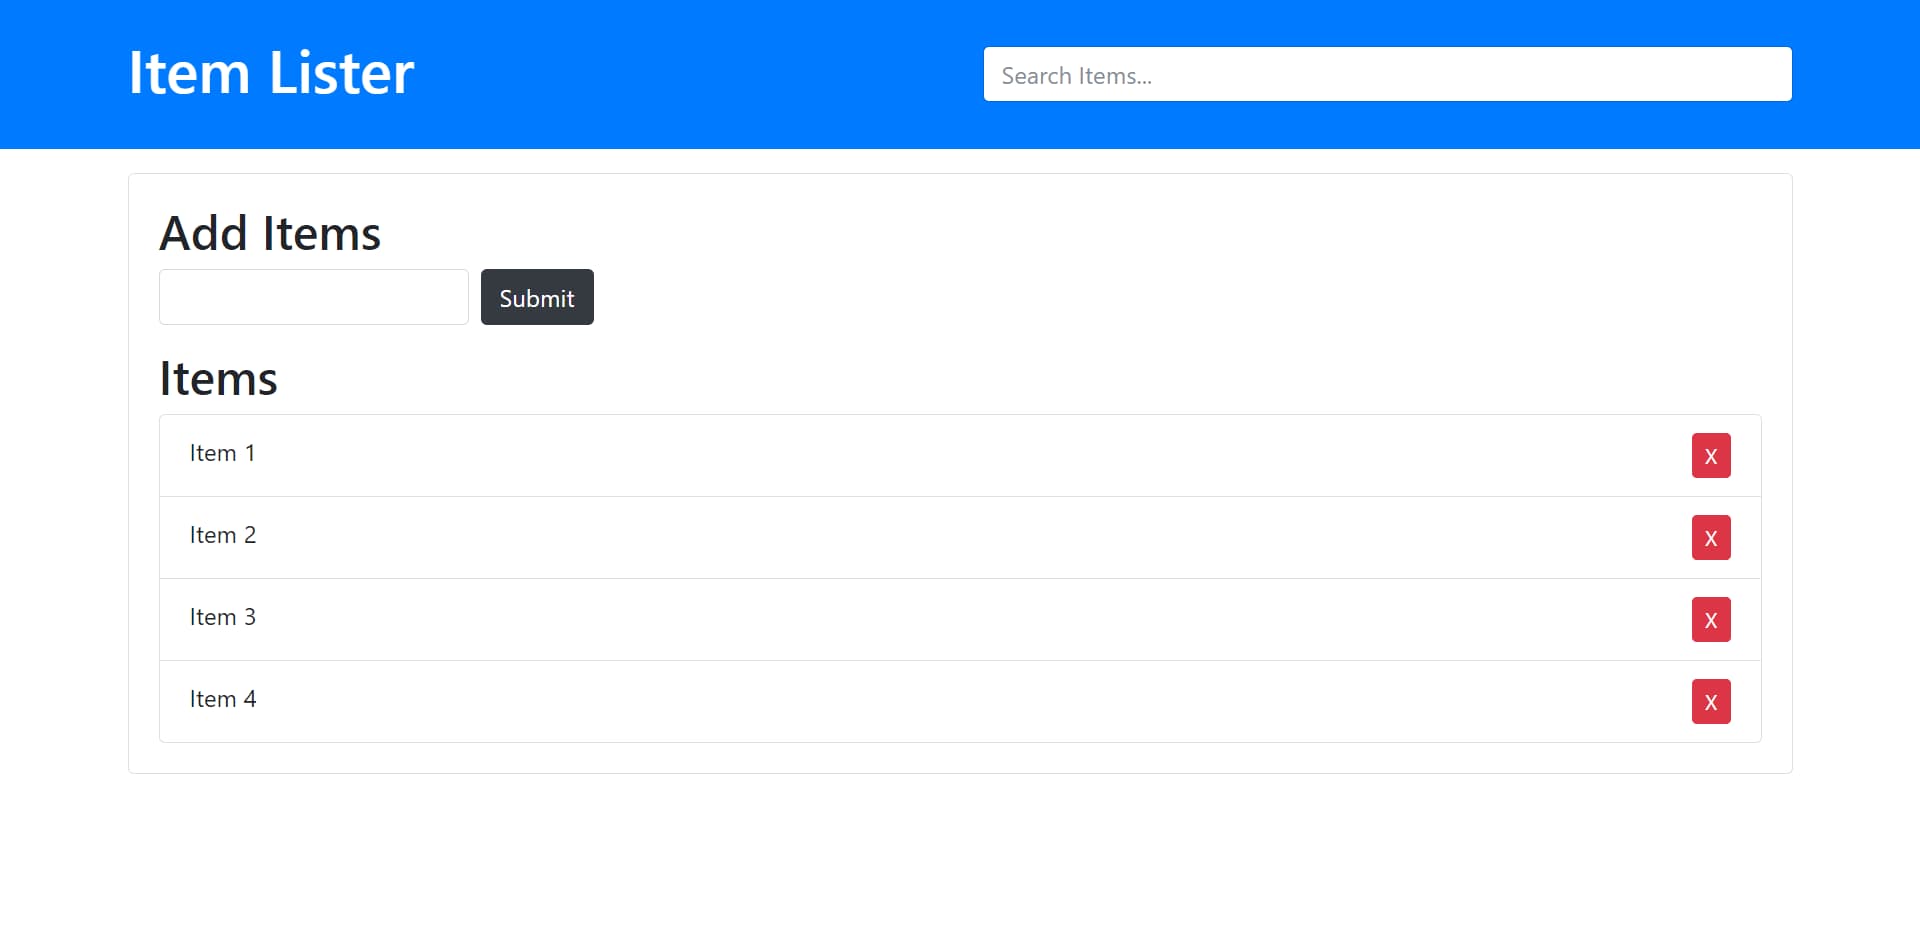 Item Lister
Search Items...
Add Items
Submit
Items
Item 1
X
Item 2
X
Item 3
X
Item 4
X